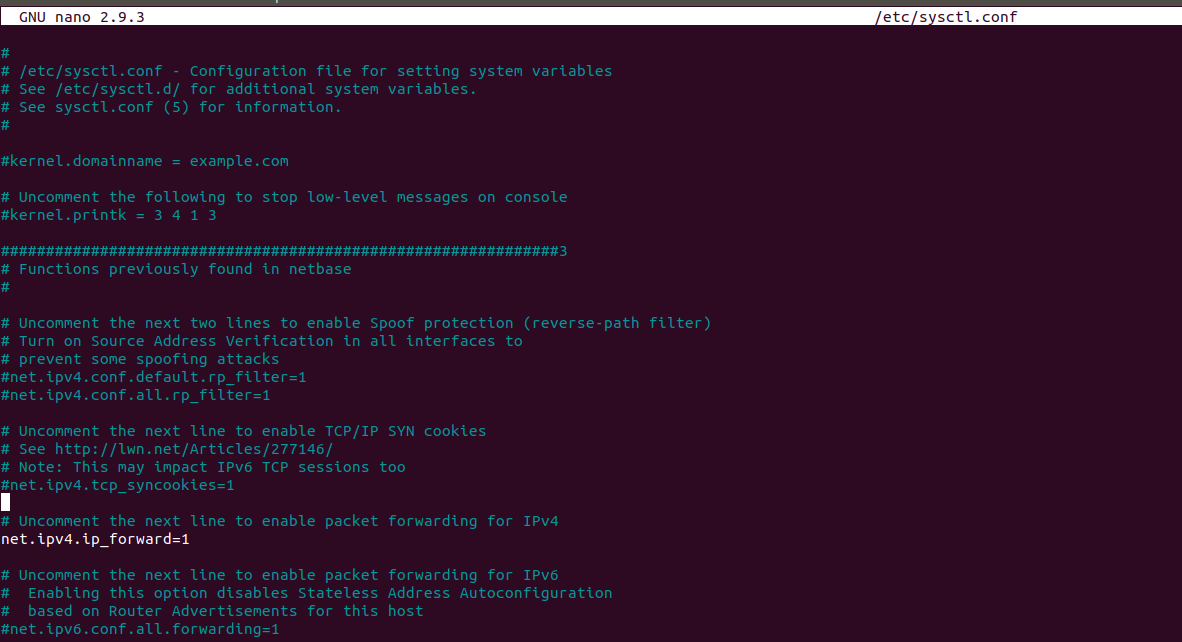 GNU nano 2.9.3 /etc/sysctl.conf
#
# /etc/sysctl.conf - Configuration file for setting system variables
# See /etc/sysctl.d/ for additional system variables.
# See sysctl.conf (5) for information.
#
#kernel.domainname = example.com
# Uncomment the following to stop low-level messages on console
#kernel.printk = 3 4 1 3
##############################################################3
# Functions previously found in netbase
#
# Uncomment the next two lines to enable Spoof protection (reverse-path filter)
# Turn on Source Address Verification in all interfaces to
# prevent some spoofing attacks
#net.ipv4.conf.default.rp_filter=1
#net.ipv4.conf.all.rp_filter=1
# Uncomment the next line to enable TCP/IP SYN cookies
# See http://lwn.net/Articles/277146/
# Note: This may impact IPv6 TCP sessions too
#net.ipv4.tcp_syncookies=1
# Uncomment the next line to enable packet forwarding for IPv4
net.ipv4.ip_forward=1
# Uncomment the next line to enable packet forwarding for IPv6
#  Enabling this option disables Stateless Address Autoconfiguration
#  based on Router Advertisements for this host
#net.ipv6.conf.all.forwarding=1